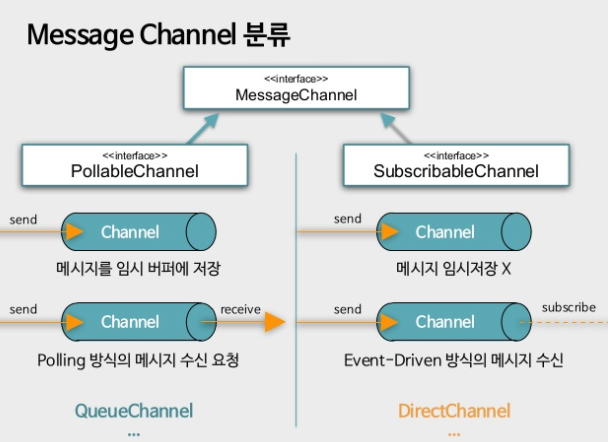 Message Channel 분류
<<interface>>
MessageChannel
<<interface>>
PollableChannel
send
Channel
메시지를 임시 버퍼에 저장
send
Channel
receive
Polling 방식의 메시지 수신 요청
QueueChannel
...
<<interface>>
SubscribableChannel
send
Channel
메시지 임시저장 X
send
Channel
subscribe
Event-Driven 방식의 메시지 수신
DirectChannel
...